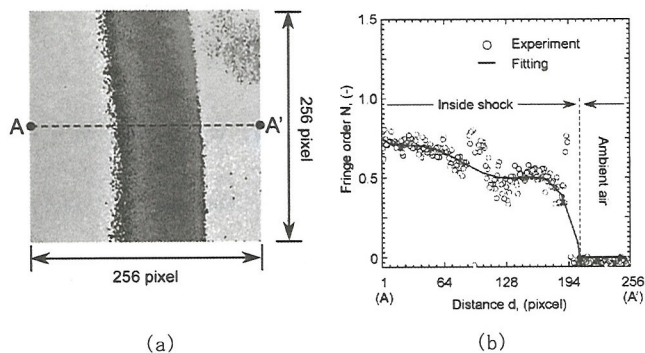 A
A'
256 pixel
256 pixel
(a)
Fringe order N, (-)
1.5
1.0
0.5
0
Experiment
Fitting
Inside shock
Ambient air
1
64
128
194
256
(A)
(A')
Distance d, (pixcel)
(b)